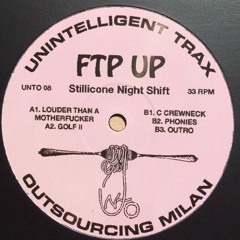 UNINTELLIGENT TRAX
FTP UP
Stillicone Night Shift
UNTO 08
33 RPM
A1. LOUDER THAN A
MOTHERFUCKER
A2. GOLF II
B1. C CREWNECK
B2. PHONIES
B3. OUTRO
OUTSOURCING MILAN